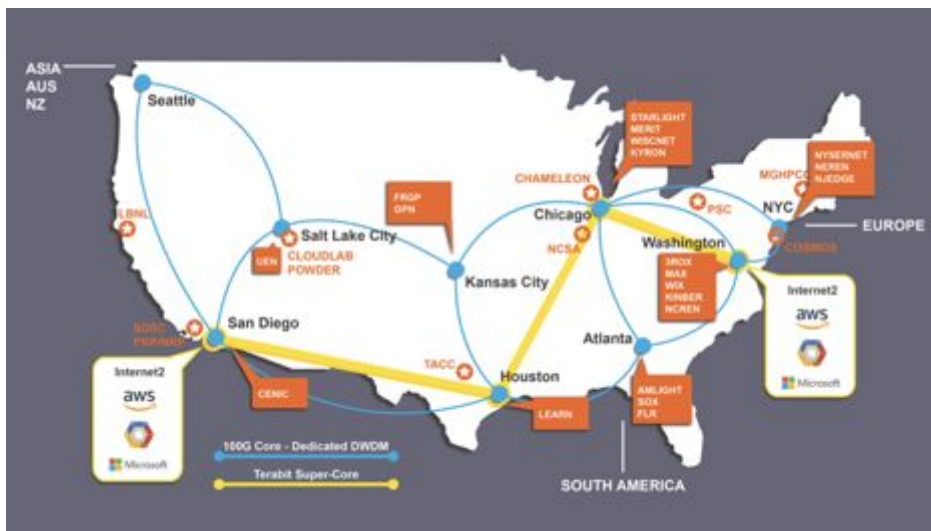 ASIA
AUS
NZ
Seattle
STARLIGHT
MERIT
WISCNET
KYRON
NYSERNET
NEREN
NJEDGE
CHAMELEON
MGHPCC
FRGP
GPN
PSC
NYC
Chicago
EUROPE
LBNL
Salt Lake City
NCSA
Washington
COSMOS
UEN
CLOUDLAB
POWDER
Kansas City
3ROX
MAX
WIX
KINBER
NCREN
Internet2
aws
Microsoft
SDSC
PRP/NRP
San Diego
Atlanta
TACC
Houston
Internet2
aws
Microsoft
CENIC
LEARN
AMLIGHT
SOX
FLR
100G Core - Dedicated DWDM
Terabit Super-Core
SOUTH AMERICA